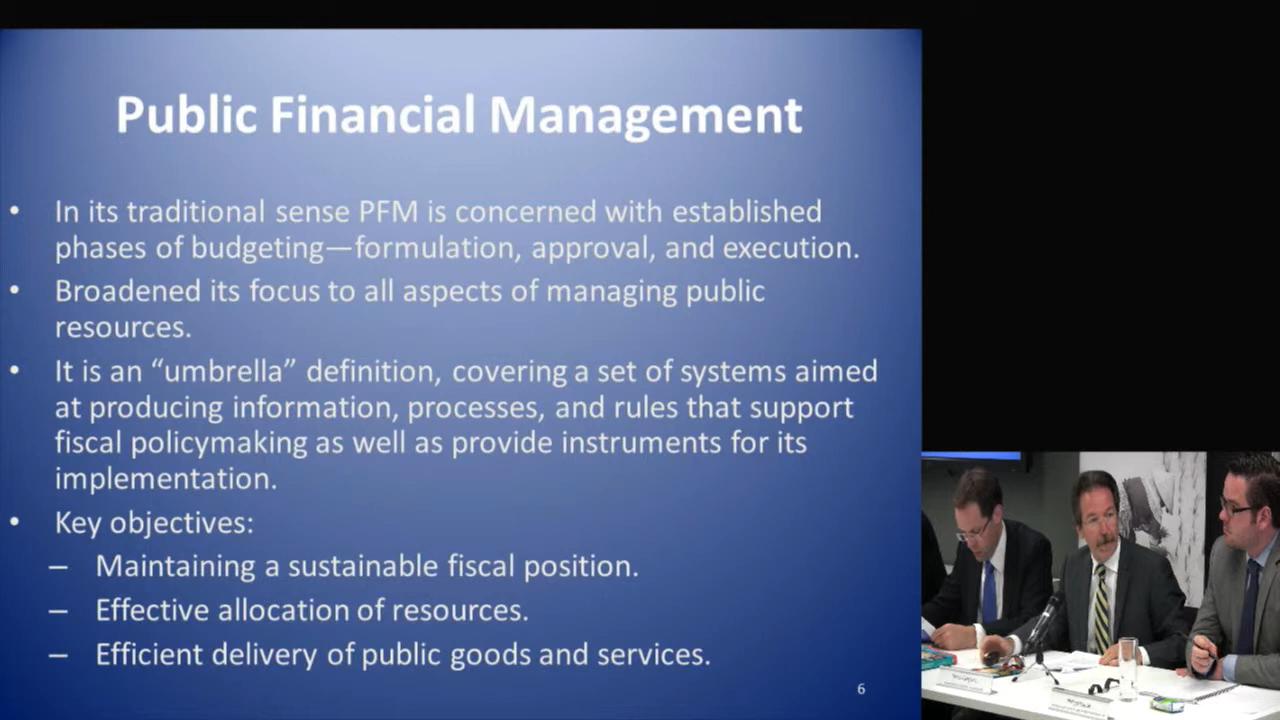 Public Financial Management
• In its traditional sense PFM is concerned with established
phases of budgeting—formulation, approval, and execution.
• Broadened its focus to all aspects of managing public
resources.
• It is an “umbrella” definition, covering a set of systems aimed
at producing information, processes, and rules that support
fiscal policymaking as well as provide instruments for its
implementation.
• Key objectives:
– Maintaining a sustainable fiscal position.
– Effective allocation of resources.
– Efficient delivery of public goods and services.
6